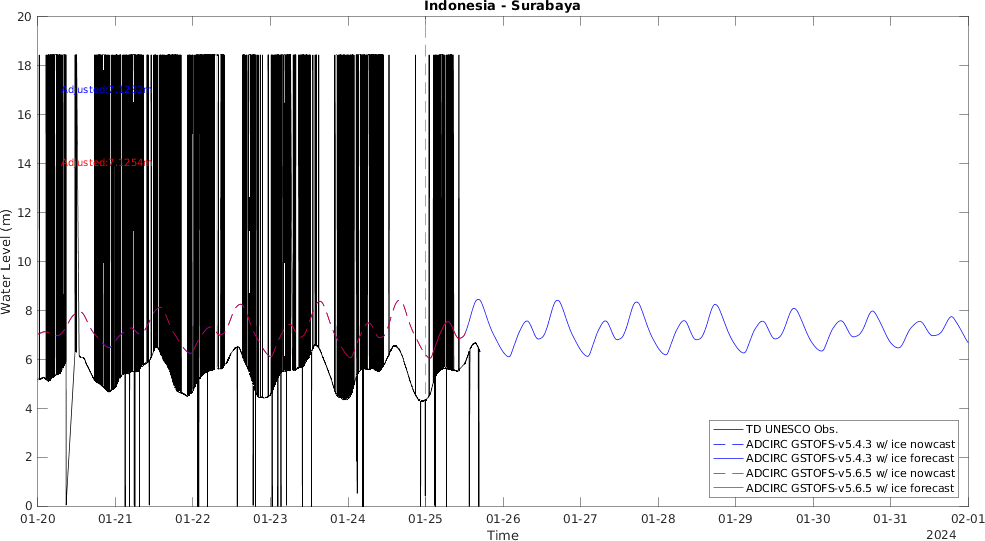 Indonesia - Surabaya
20
18
16
14
12
10
8
6
4
2
0
Water Level (m)
Adjusted:7.1254m
01-20
01-21
01-22
01-23
01-24
01-25
01-26
01-27
01-28
01-29
01-30
01-31
02-01
Time
2024
TD UNESCO Obs.
ADCIRC GSTOFS-v5.4.3 w/ ice nowcast
ADCIRC GSTOFS-v5.4.3 w/ ice forecast
ADCIRC GSTOFS-v5.6.5 w/ ice nowcast
ADCIRC GSTOFS-v5.6.5 w/ ice forecast